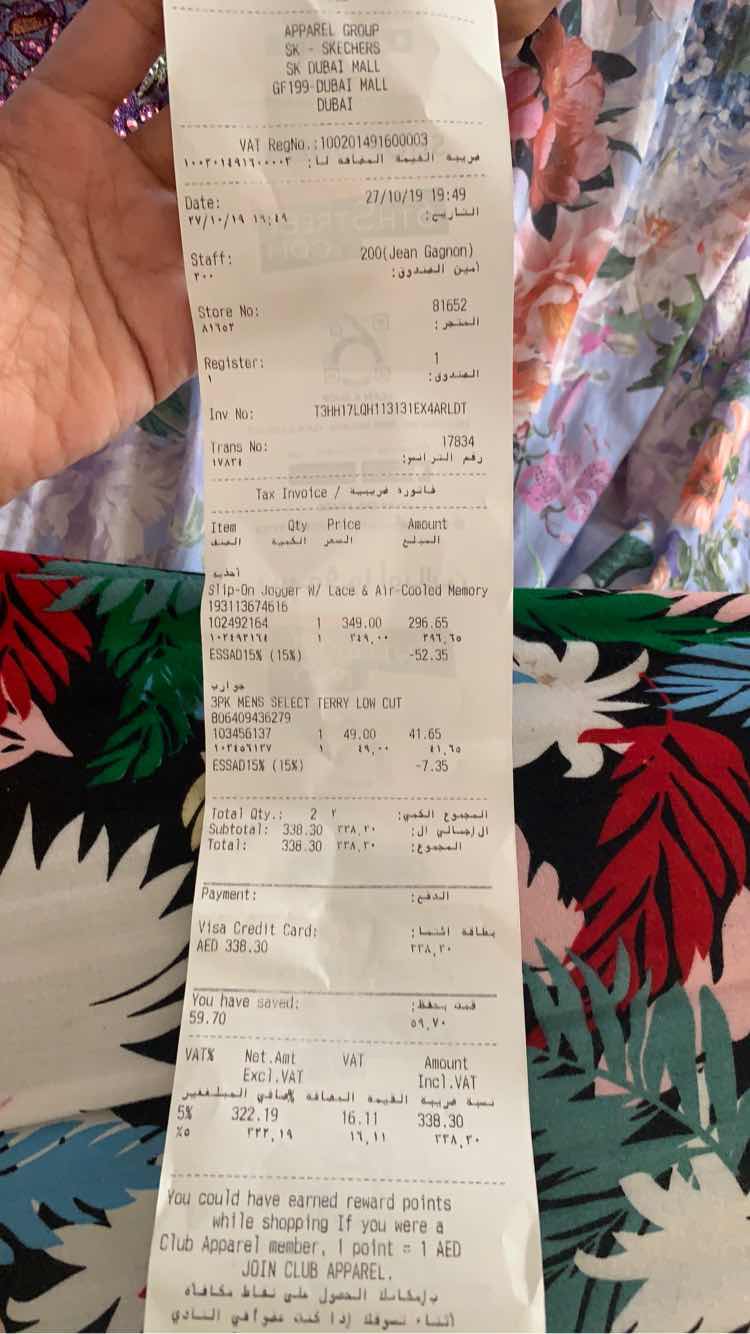 APPAREL GROUP
SK - SKECHERS
SK DUBAI MALL
GF199-DUBAI MALL
DUBAI
VAT RegNo.:100201491600003
ضريبة القيمة المضافة لنا: ١٠٠٢٠١٤٩١٦٠٠٠٠٣
Date: 27/10/19 19:49
٢٧/١٠/١٩ ١٩:٤٩ التاريخ:
Staff: 200(Jean Gagnon)
٢٠٠ أمين الصندوق:
Store No: 81652
٨١٦٥٢ المتجر:
Register: 1
١ الصندوق:
Inv No: T3HH17LQH113131EX4ARLDT
Trans No: 17834
١٧٨٣٤ رقم الترانس:
Tax Invoice / فاتورة ضريبية
Item Qty Price Amount
الصنف الكمية السعر المبلغ
أحذية
Slip-On Jogger W/ Lace & Air-Cooled Memory
193113674616
102492164 1 349.00 296.65
١٠٢٤٩٢١٦٤ ١ ٣٤٩,٠٠ ٢٩٦,٦٥
ESSAD15% (15%) -52.35
جوارب
3PK MENS SELECT TERRY LOW CUT
B06409436279
103456137 1 49.00 41.65
١٠٣٤٥٦١٣٧ ١ ٤٩,٠٠ ٤١,٦٥
ESSAD15% (15%) -7.35
Total Qty.: 2 ٢ المجموع الكمي:
Subtotal: 338.30 ٣٣٨,٣٠ الإجمالي ال:
Total: 338.30 ٣٣٨,٣٠ المجموع:
Payment: الدفع:
Visa Credit Card: بطاقة ائتما:
AED 338.30 ٣٣٨,٣٠
You have saved: قمت بحفظ:
59.70 ٥٩,٧٠
VAT% Net.Amt VAT Amount
Excl.VAT Incl.VAT
نسبة ضريبة القيمة المضافة %صافي المبلغ
5% 322.19 16.11 338.30
%٥ ٣٢٢,١٩ ١٦,١١ ٣٣٨,٣٠
You could have earned reward points
while shopping If you were a
Club Apparel member, 1 point = 1 AED
JOIN CLUB APPAREL.
بإمكانك الحصول على نقاط مكافأة
أثناء تسوقك إذا كنت عضوا في النادي